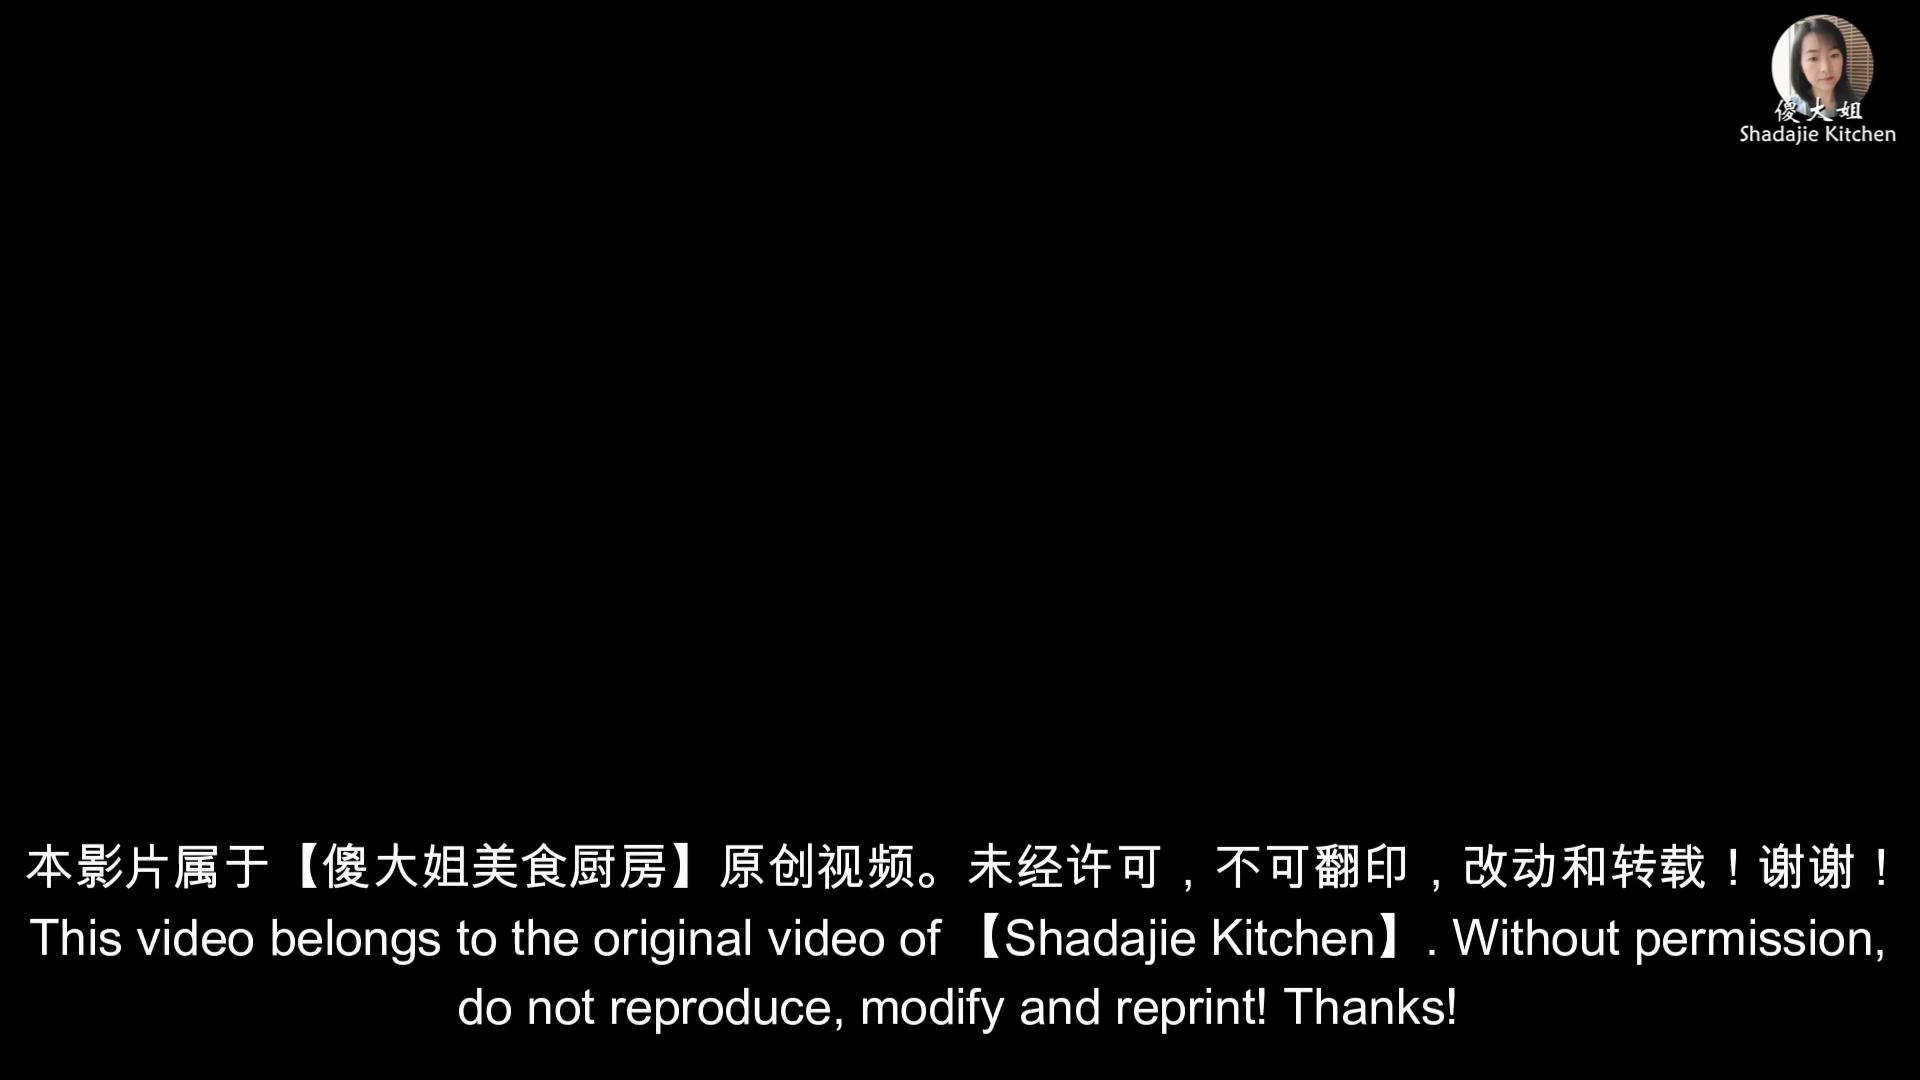 傻大姐
Shadajie Kitchen
本影片属于【傻大姐美食厨房】原创视频。未经许可，不可翻印，改动和转载！谢谢！
This video belongs to the original video of 【Shadajie Kitchen】. Without permission,
do not reproduce, modify and reprint! Thanks!